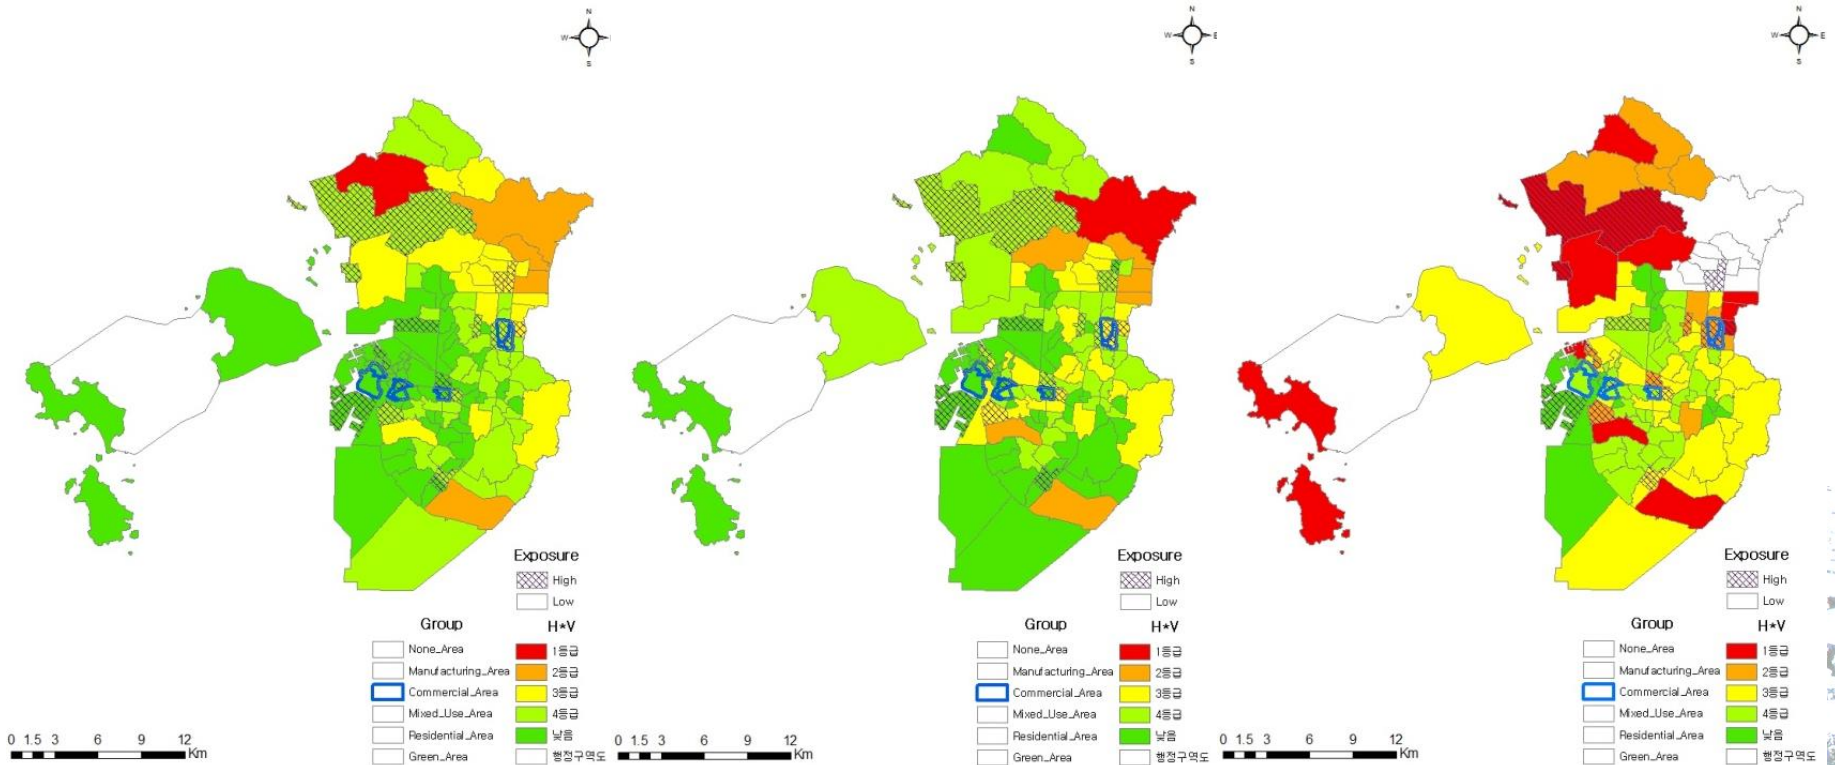 N
W
S
N
W E
S
N
W E
S
Exposure
High
Low
Group H*V
None_Area 1등급
Manufacturing_Area 2등급
Commercial_Area 3등급
Mixed_Use_Area 4등급
Residential_Area 낮음
Green_Area 행정구역도
0 1.5 3 6 9 12
Km
Exposure
High
Low
Group H*V
None_Area 1등급
Manufacturing_Area 2등급
Commercial_Area 3등급
Mixed_Use_Area 4등급
Residential_Area 낮음
Green_Area 행정구역도
0 1.5 3 6 9 12
Km
Exposure
High
Low
Group H*V
None_Area 1등급
Manufacturing_Area 2등급
Commercial_Area 3등급
Mixed_Use_Area 4등급
Residential_Area 낮음
Green_Area 행정구역도
0 1.5 3 6 9 12
Km